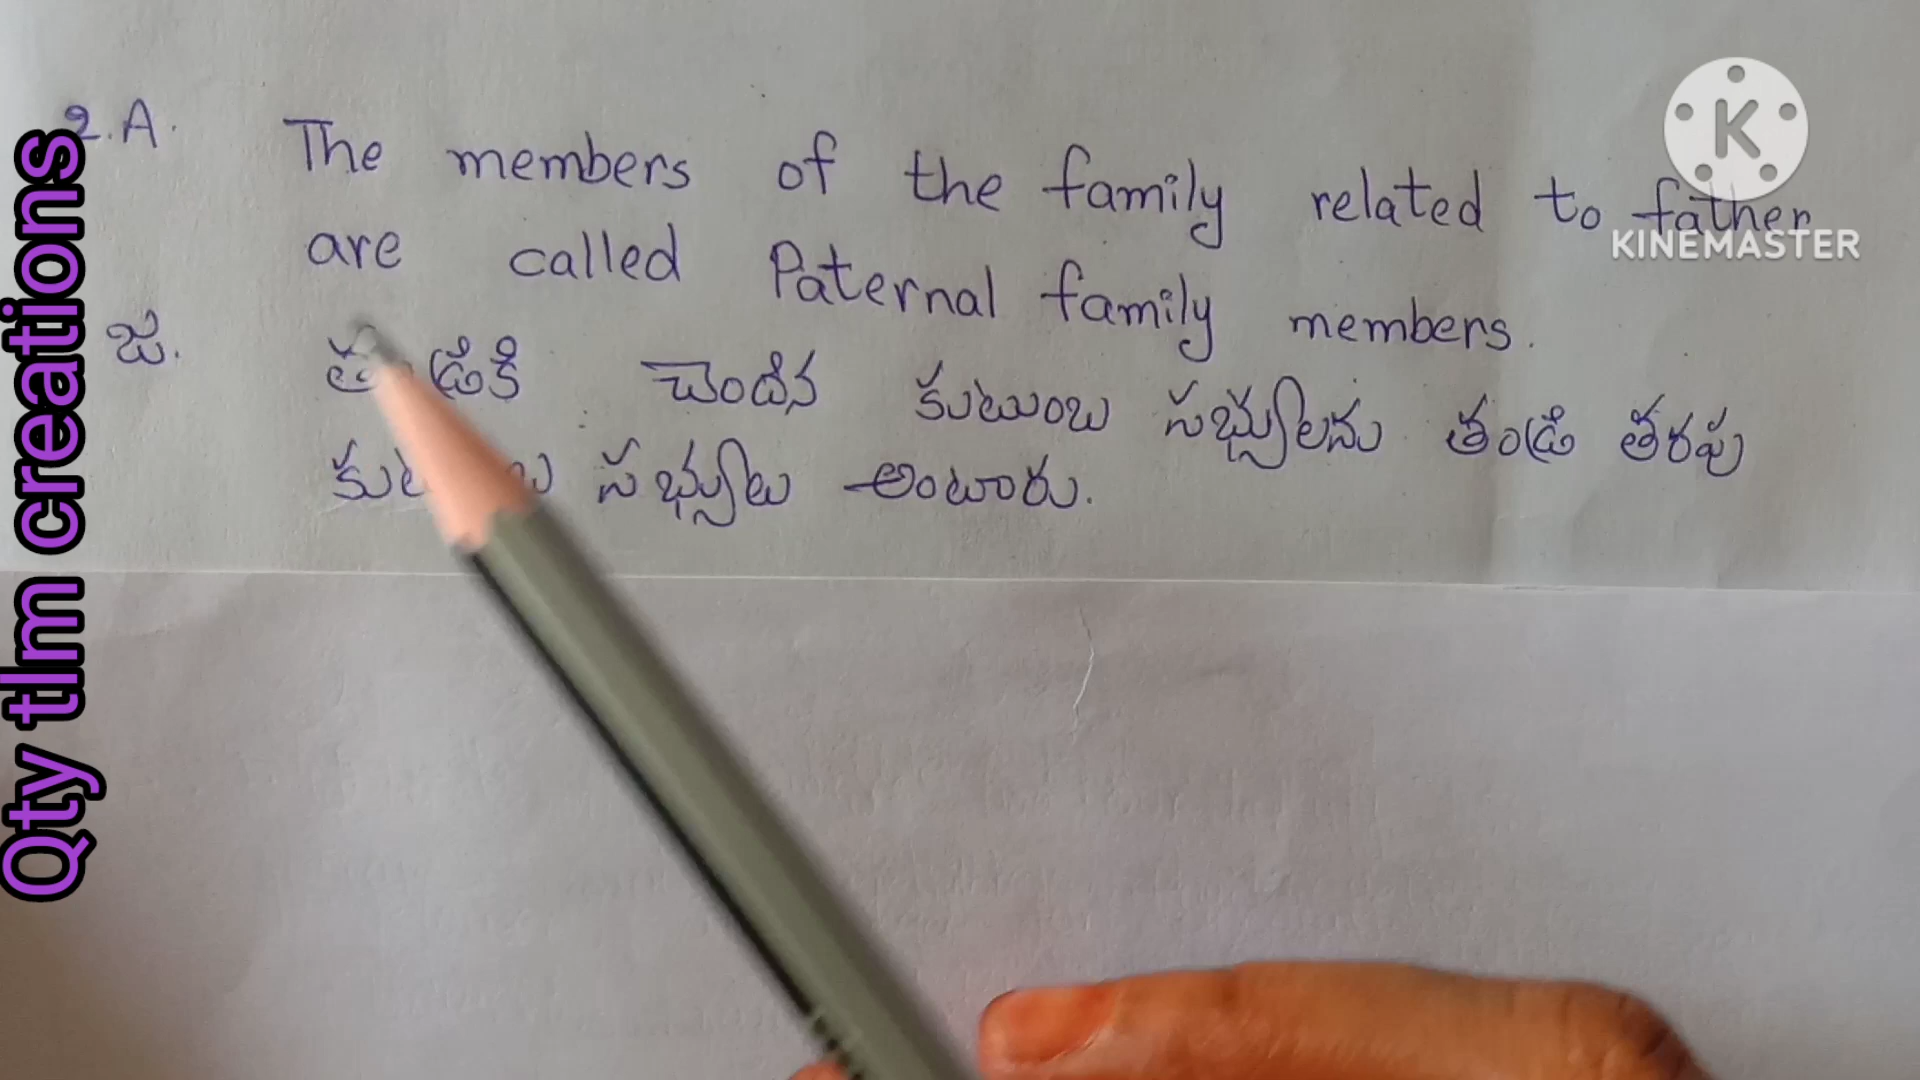 2.A. The members of the family related to father
are called Paternal family members.
జ. చెందిన కుటుంబ సభ్యులను తండ్రి తరపు
సభ్యులు అంటారు.
KINEMASTER
Qty tlm creations